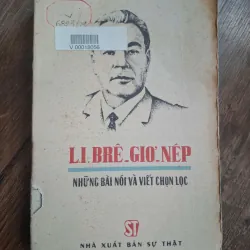 L.I. BRÊ-GIƠ-NÉP
NHỮNG BÀI NÓI VÀ VIẾT CHỌN LỌC
ST
NHÀ XUẤT BẢN SỰ THẬT